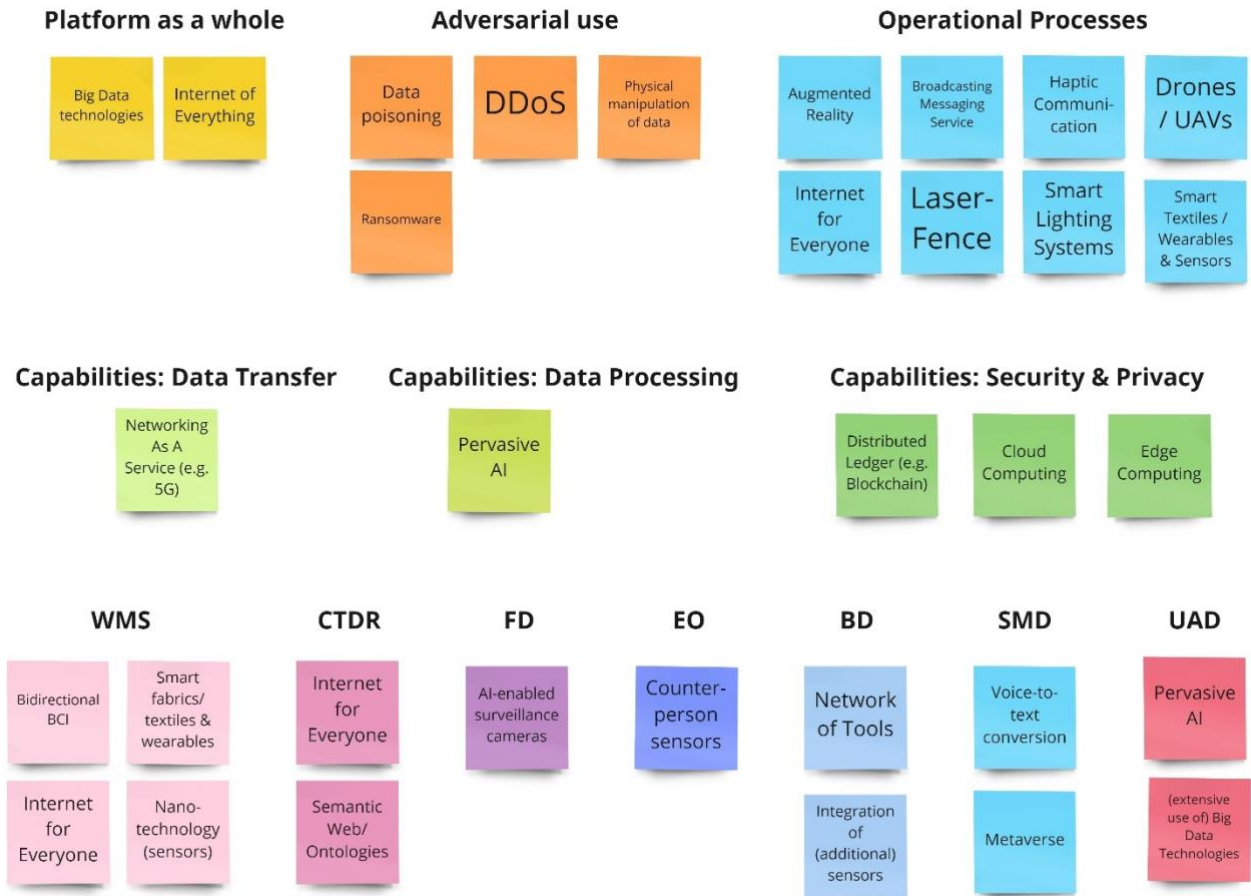 Platform as a whole
Adversarial use
Operational Processes
Big Data
technologies
Internet of
Everything
Data
poisoning
DDoS
Physical
manipulation
of data
Augmented
Reality
Broadcasting
Messaging
Service
Haptic
Communi-
cation
Drones
/ UAVs
Ransomware
Internet
for
Everyone
Laser-
Fence
Smart
Lighting
Systems
Smart
Textiles /
Wearables
& Sensors
Capabilities: Data Transfer
Capabilities: Data Processing
Capabilities: Security & Privacy
Networking
As A
Service (e.g.
5G)
Pervasive
AI
Distributed
Ledger (e.g.
Blockchain)
Cloud
Computing
Edge
Computing
WMS
CTDR
FD
EO
BD
SMD
UAD
Bidirectional
BCI
Smart
fabrics/
textiles &
wearables
Internet
for
Everyone
AI-enabled
surveillance
cameras
Counter-
person
sensors
Network
of Tools
Voice-to-
text
conversion
Pervasive
AI
Internet
for
Everyone
Nano-
technology
(sensors)
Semantic
Web/
Ontologies
Integration
of
(additional)
sensors
Metaverse
(extensive
use of) Big
Data
Technologies